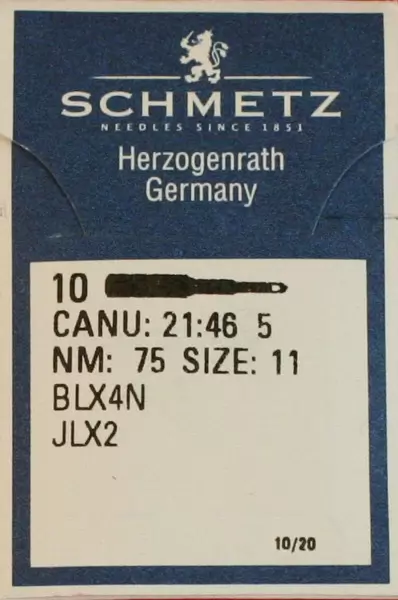 SCHMETZ
NEEDLES SINCE 1851
Herzogenrath
Germany
10
CANU: 21:46 5
NM: 75 SIZE: 11
BLX4N
JLX2
10/20